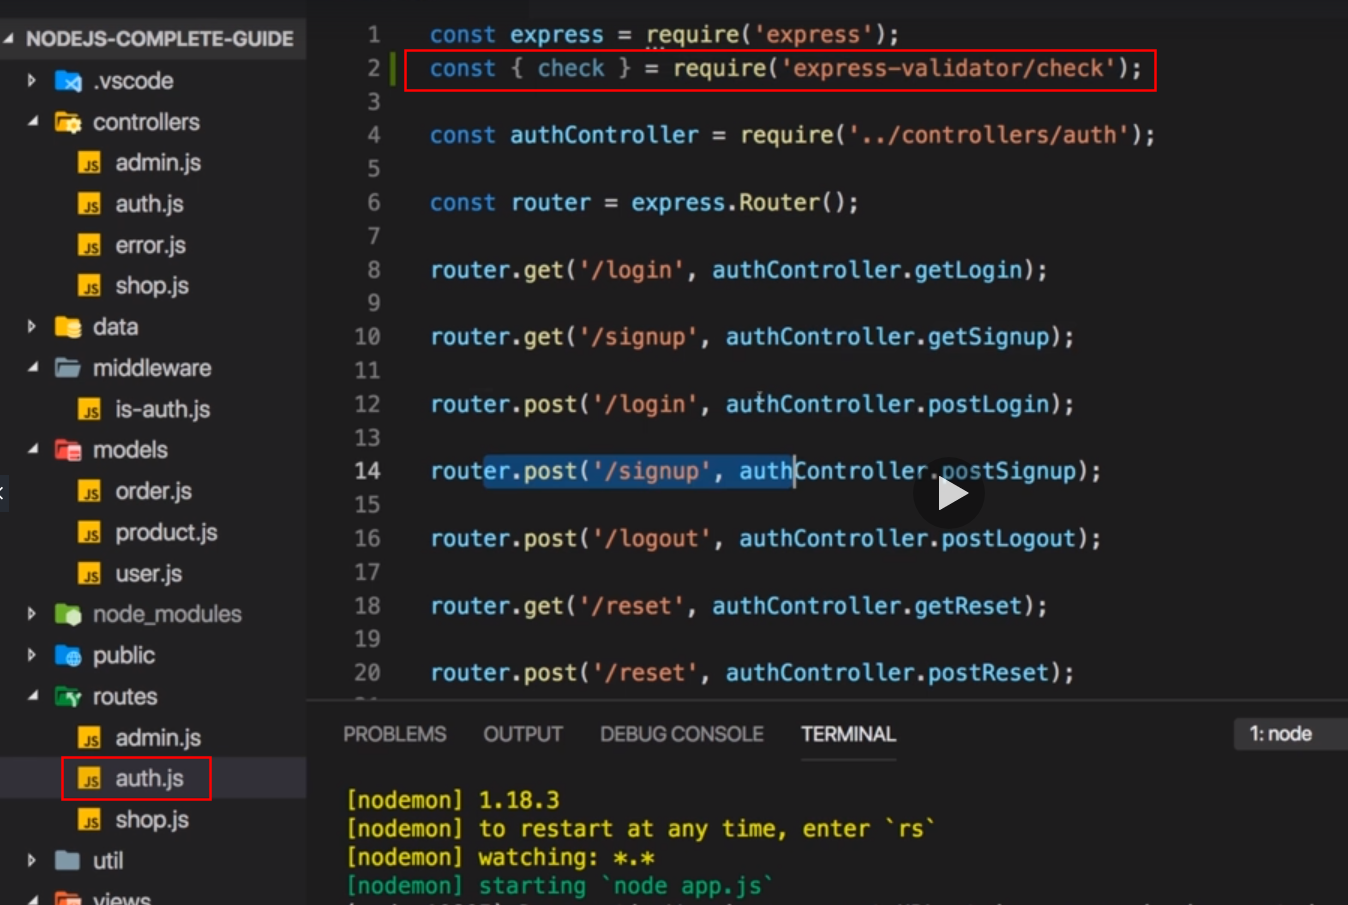 NODEJS-COMPLETE-GUIDE
.vscode
controllers
admin.js
auth.js
error.js
shop.js
data
middleware
is-auth.js
models
order.js
product.js
user.js
node_modules
public
routes
admin.js
auth.js
shop.js
util
views
1 const express = require('express');
2 const { check } = require('express-validator/check');
3
4 const authController = require('../controllers/auth');
5
6 const router = express.Router();
7
8 router.get('/login', authController.getLogin);
9
10 router.get('/signup', authController.getSignup);
11
12 router.post('/login', authController.postLogin);
13
14 router.post('/signup', authController.postSignup);
15
16 router.post('/logout', authController.postLogout);
17
18 router.get('/reset', authController.getReset);
19
20 router.post('/reset', authController.postReset);
PROBLEMS OUTPUT DEBUG CONSOLE TERMINAL 1: node
[nodemon] 1.18.3
[nodemon] to restart at any time, enter `rs`
[nodemon] watching: *.*
[nodemon] starting `node app.js`